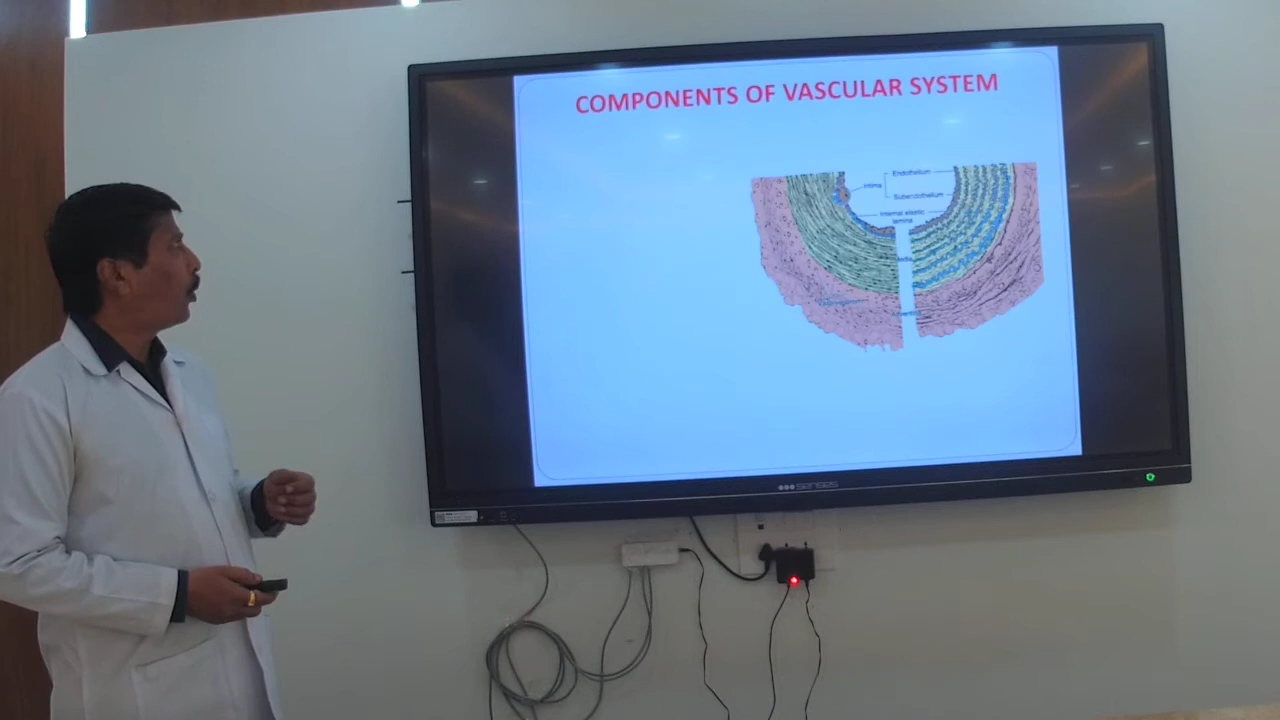 COMPONENTS OF VASCULAR SYSTEM
Endothelium
Intima
Subendothelium
Internal elastic
lamina